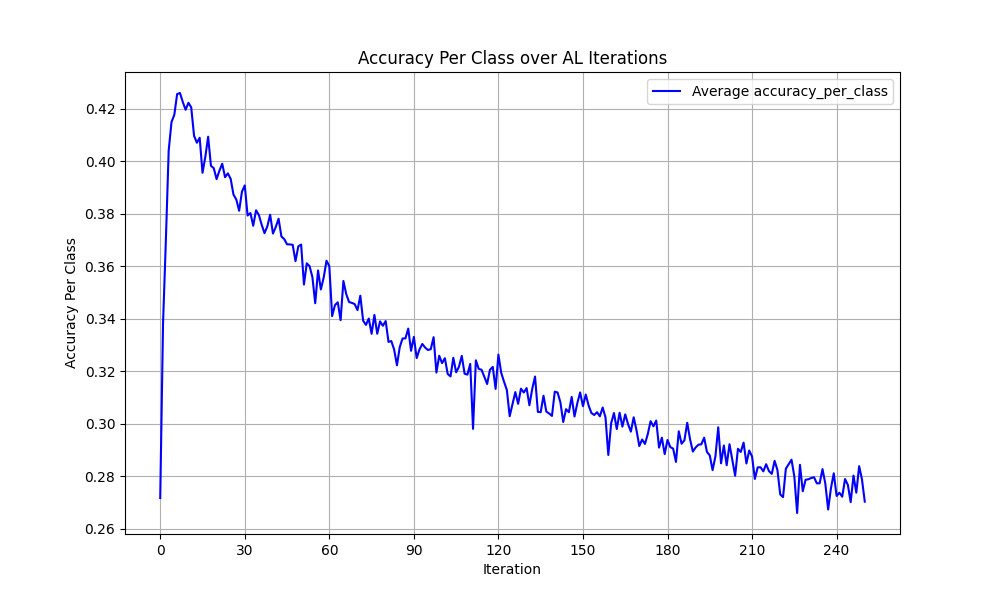 Accuracy Per Class over AL Iterations
Average accuracy_per_class
Accuracy Per Class
0.42
0.40
0.38
0.36
0.34
0.32
0.30
0.28
0.26
0 30 60 90 120 150 180 210 240
Iteration